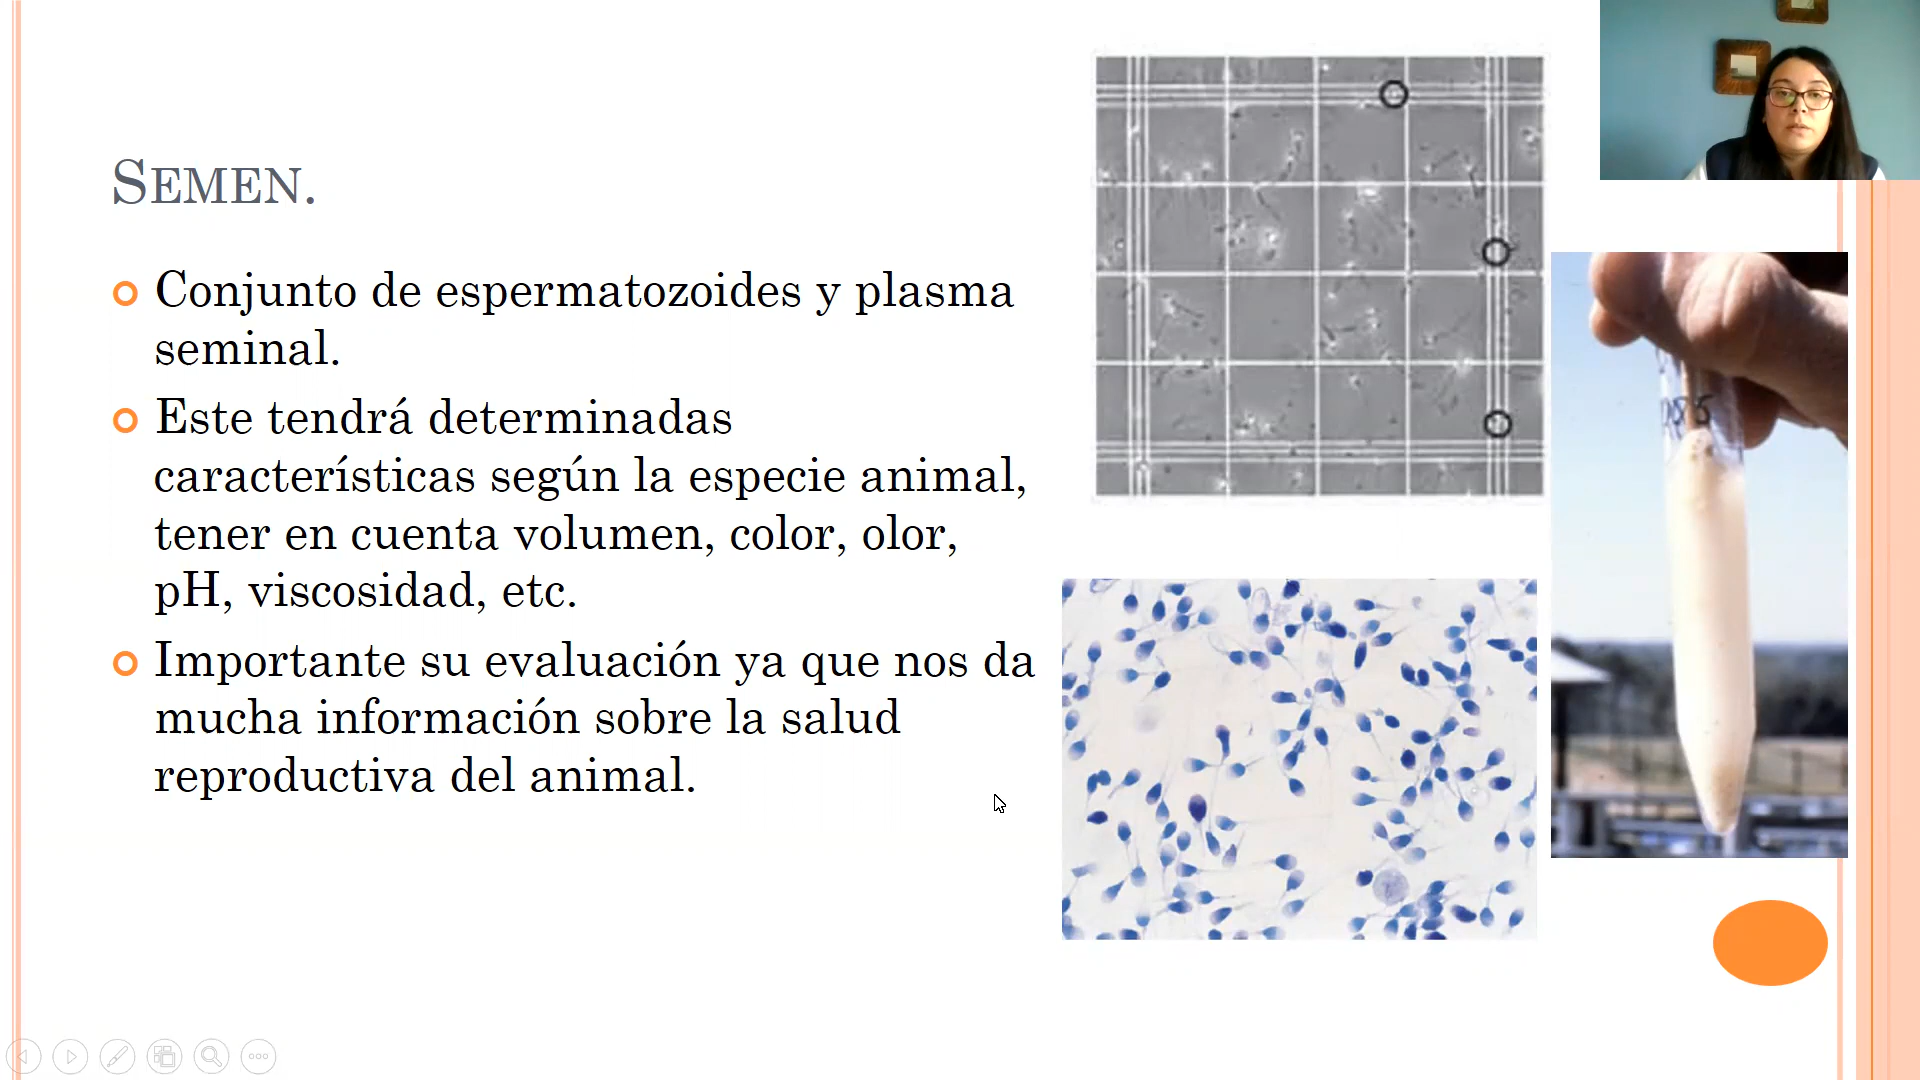 SEMEN.
Conjunto de espermatozoides y plasma
seminal.
Este tendrá determinadas
características según la especie animal,
tener en cuenta volumen, color, olor,
pH, viscosidad, etc.
Importante su evaluación ya que nos da
mucha información sobre la salud
reproductiva del animal.